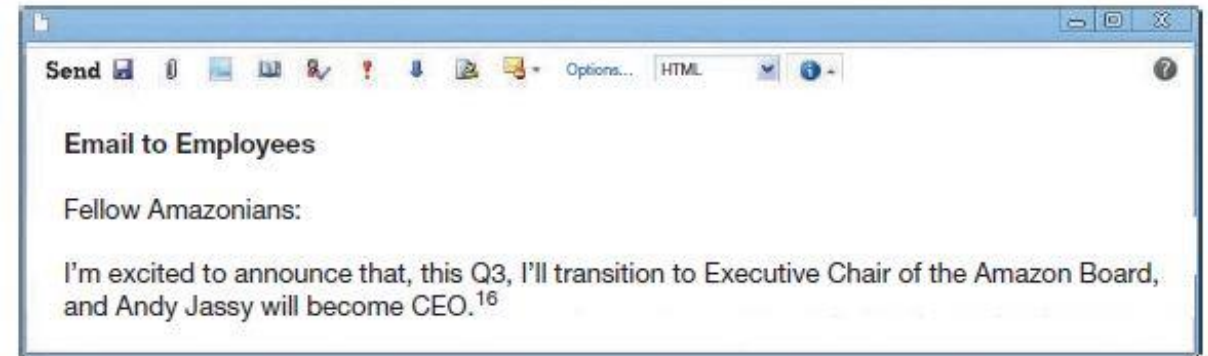 Send Options... HTML
Email to Employees
Fellow Amazonians:
I'm excited to announce that, this Q3, I'll transition to Executive Chair of the Amazon Board,
and Andy Jassy will become CEO.16